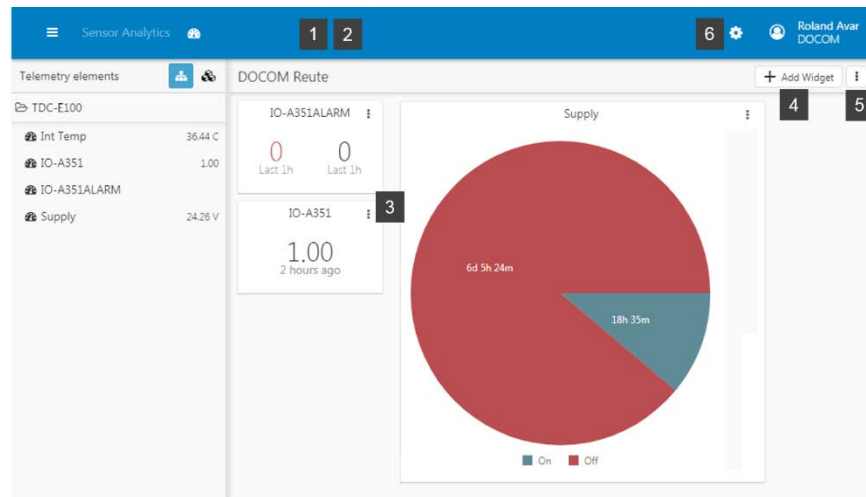 Sensor Analytics
1
2
6
Roland Avar
DOCOM
Telemetry elements
DOCOM Reute
Add Widget
4
5
TDC-E100
Int Temp 36.44 C
IO-A351 1.00
IO-A351ALARM
Supply 24.26 V
IO-A351ALARM
0 0
Last 1h Last 1h
3
IO-A351
1.00
2 hours ago
Supply
6d 5h 24m
18h 35m
On Off